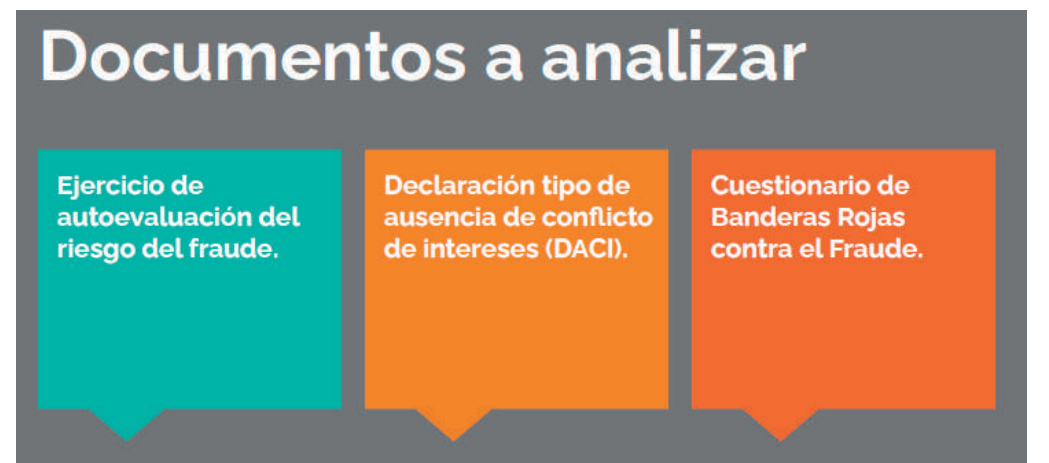 Documentos a analizar
Ejercicio de
autoevaluación del
riesgo del fraude.
Declaración tipo de
ausencia de conflicto
de intereses (DACI).
Cuestionario de
Banderas Rojas
contra el Fraude.